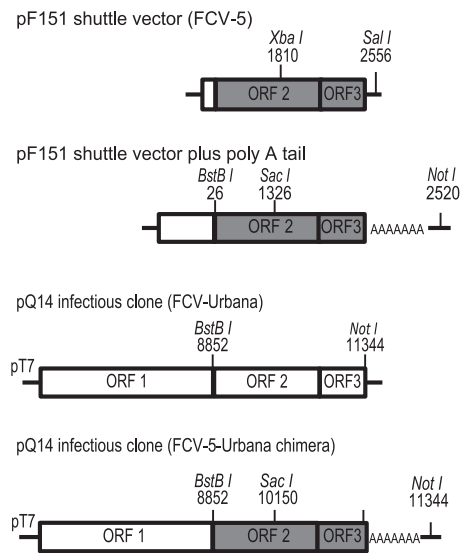 pF151 shuttle vector (FCV-5)
Xba I Sal I
1810 2556
ORF 2 ORF3
pF151 shuttle vector plus poly A tail
BstB I Sac I Not I
26 1326 2520
ORF 2 ORF3 AAAAAAA
pQ14 infectious clone (FCV-Urbana)
BstB I Not I
8852 11344
pT7
ORF 1 ORF 2 ORF3
pQ14 infectious clone (FCV-5-Urbana chimera)
BstB I Sac I Not I
8852 10150 11344
pT7
ORF 1 ORF 2 ORF3 AAAAAAA